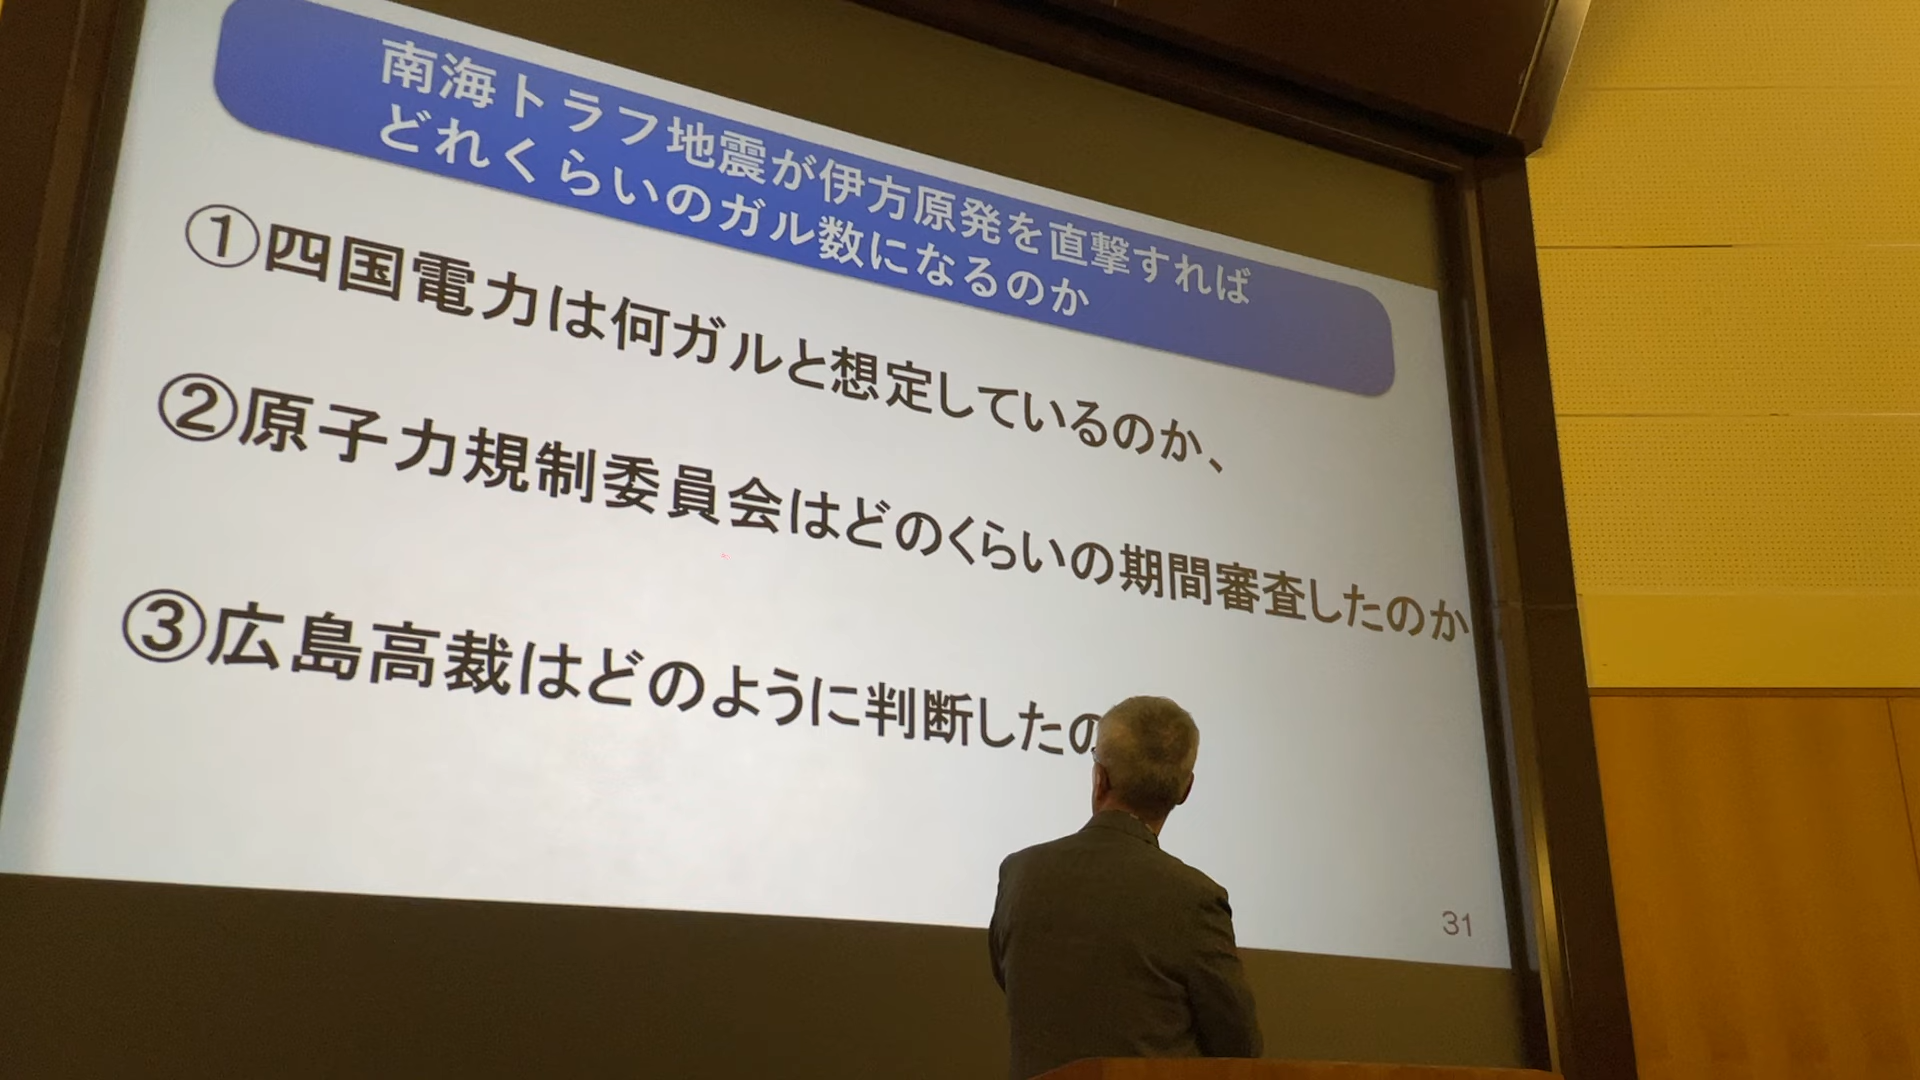 南海トラフ地震が伊方原発を直撃すれば
どれくらいのガル数になるのか
①四国電力は何ガルと想定しているのか、
②原子力規制委員会はどのくらいの期間審査したのか
③広島高裁はどのように判断したの
31